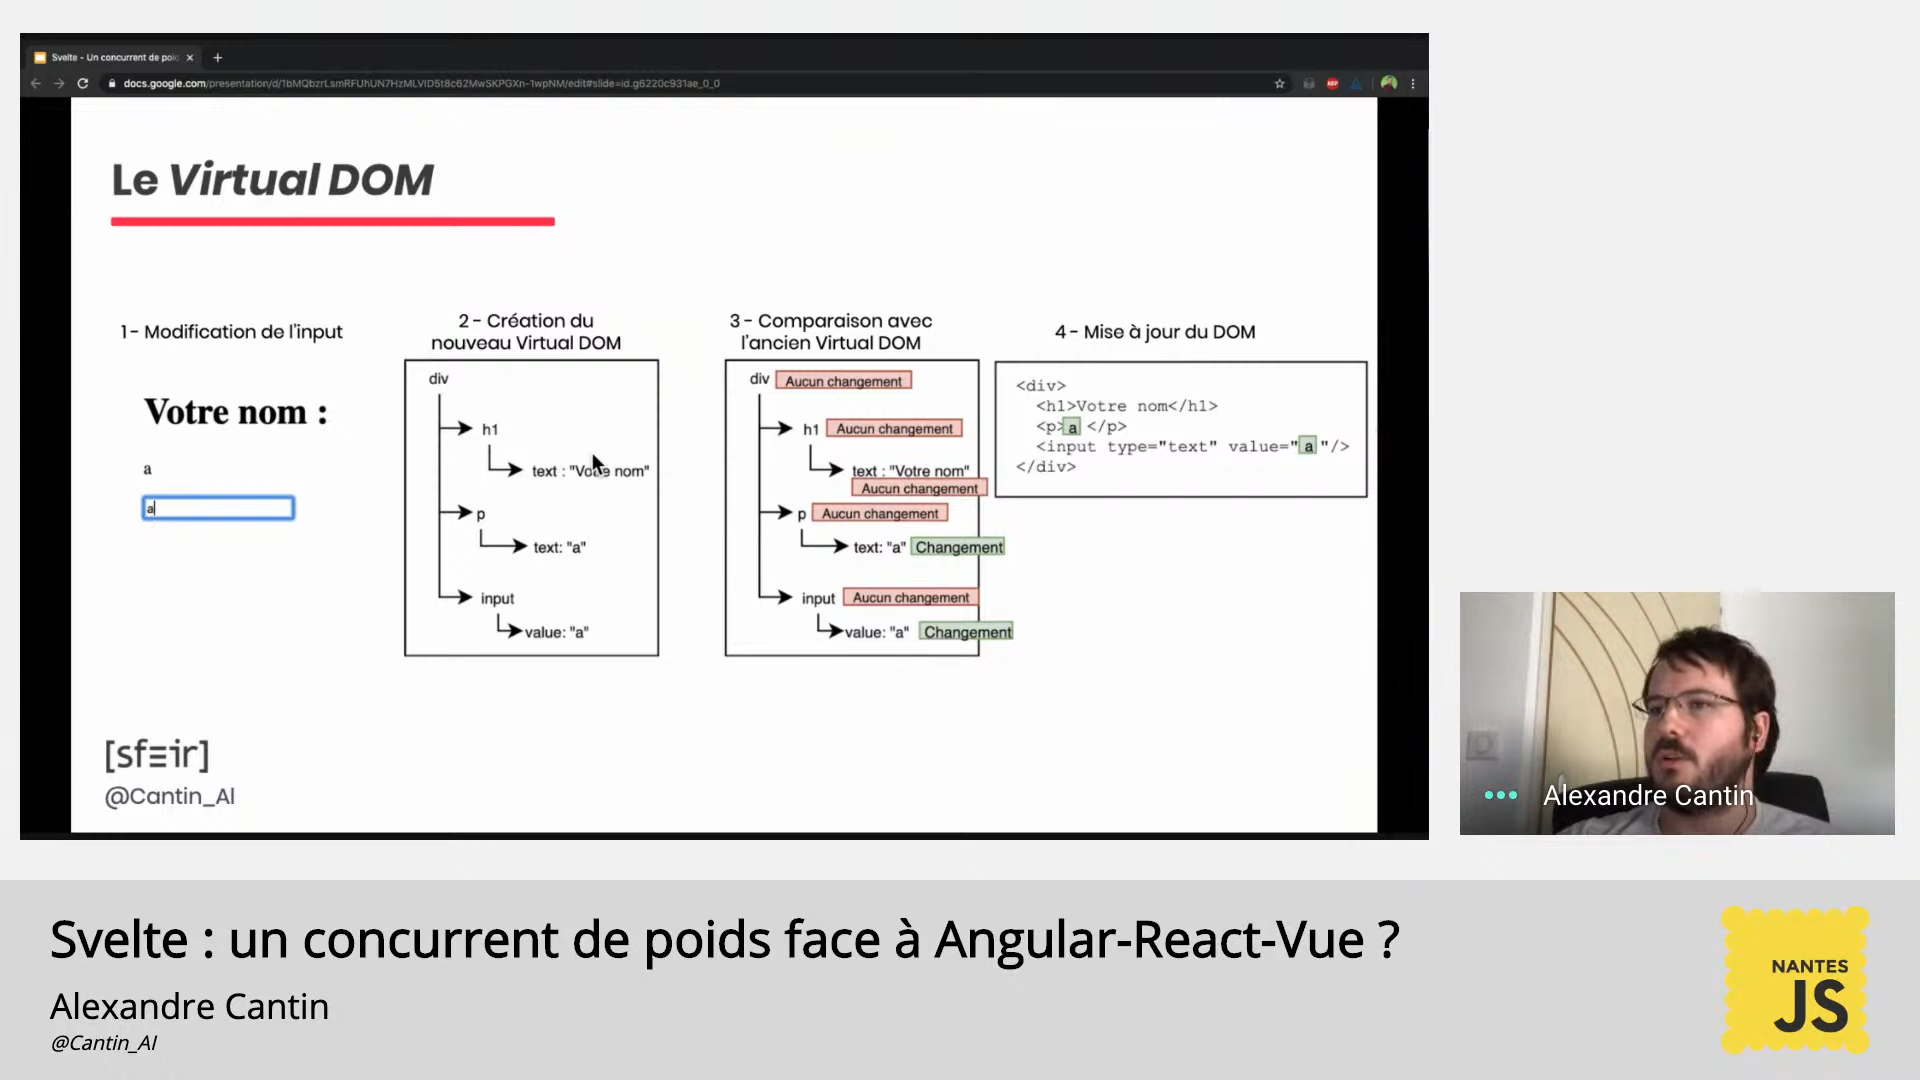 Svelte - Un concurrent de poid
docs.google.com/presentation/d/1bMQbzrLsmRFUhUN7HzMLVID5t8c62MwSKPGXn-1wpNM/edit#slide=id.g6220c931ae_0_0
ABP
Le Virtual DOM
1 - Modification de l'input
Votre nom :
a
a
2 - Création du
nouveau Virtual DOM
div
h1
text : "Votre nom"
p
text: "a"
input
value: "a"
3 - Comparaison avec
l'ancien Virtual DOM
div Aucun changement
h1 Aucun changement
text : "Votre nom"
Aucun changement
p Aucun changement
text: "a" Changement
input Aucun changement
value: "a" Changement
4 - Mise à jour du DOM
<div>
<h1>Votre nom</h1>
<p> a </p>
<input type="text" value=" a "/>
</div>
[sfeir]
@Cantin_Al
Alexandre Cantin
Svelte : un concurrent de poids face à Angular-React-Vue ?
Alexandre Cantin
@Cantin_Al
NANTES
JS